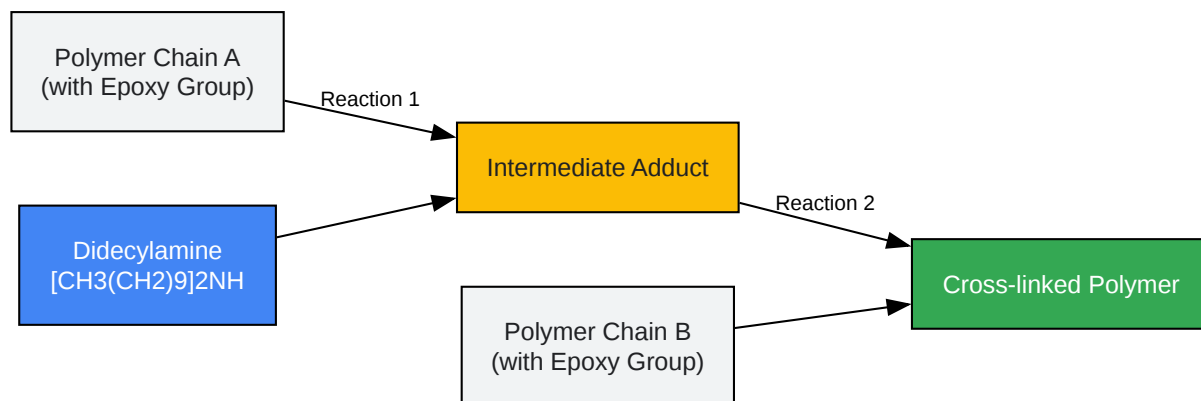 Polymer Chain A
(with Epoxy Group)
Reaction 1
Intermediate Adduct
Didecylamine
[CH3(CH2)9]2NH
Reaction 2
Cross-linked Polymer
Polymer Chain B
(with Epoxy Group)